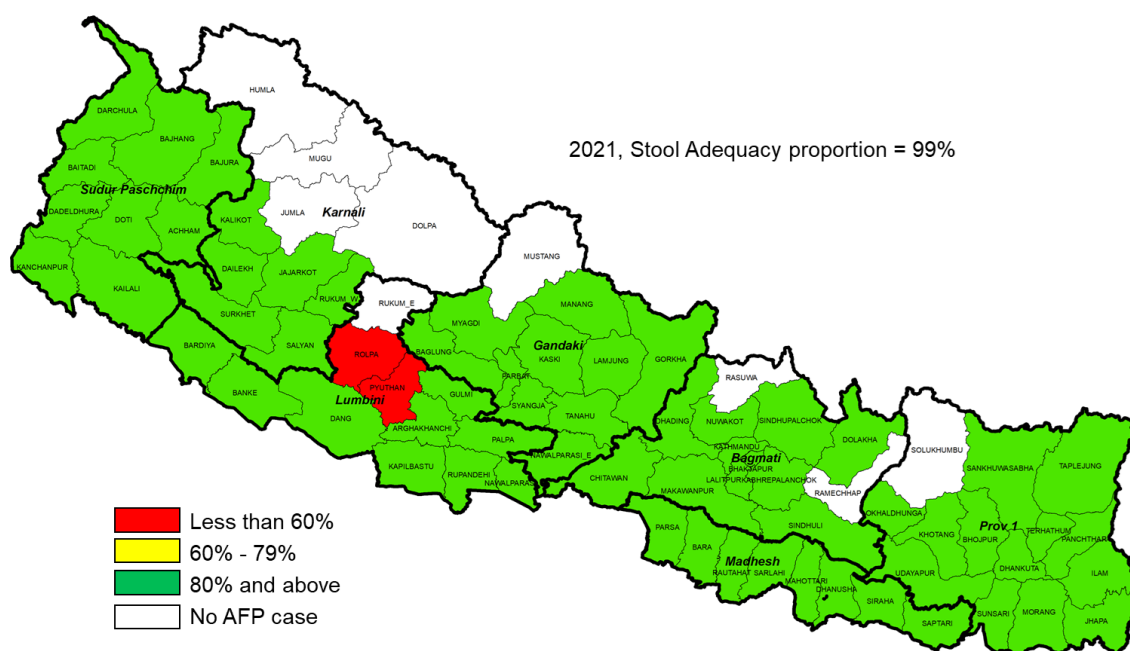 HUMLA
DARCHULA
BAJHANG
2021, Stool Adequacy proportion = 99%
MUGU
BAITADI
BAJURA
Sudur Paschchim
DADELDHURA
DOTI
JUMLA
Karnali
KALIKOT
ACHHAM
DOLPA
MUSTANG
KANCHANPUR
DAILEKH
JAJARKOT
KAILALI
RUKUM_W
RUKUM_E
MANANG
SURKHET
MYAGDI
SALYAN
Gandaki
BARDIYA
ROLPA
BAGLUNG
KASKI
LAMJUNG
GORKHA
PARBAT
RASUWA
BANKE
PYUTHAN
GULMI
Lumbini
SYANGJA
TANAHU
DANG
ARGHAKHANCHI
DHADING
NUWAKOT
SINDHUPALCHOK
PALPA
DOLAKHA
KATHMANDU
SOLUKHUMBU
NAWALPARASI_E
Bagmati
BHAKTAPUR
KAPILBASTU
RUPANDEHI
CHITAWAN
LALITPUR
KABHREPALANCHOK
SANKHUWASABHA
TAPLEJUNG
MAKAWANPUR
RAMECHHAP
OKHALDHUNGA
PARSA
SINDHULI
KHOTANG
BHOJPUR
Prov 1
TERHATHUM
PANCHTHAR
BARA
Madhesh
RAUTAHAT
SARLAHI
MAHOTTARI
DHANUSHA
UDAYAPUR
DHANKUTA
ILAM
SIRAHA
SAPTARI
SUNSARI
MORANG
JHAPA
Less than 60%
60% - 79%
80% and above
No AFP case